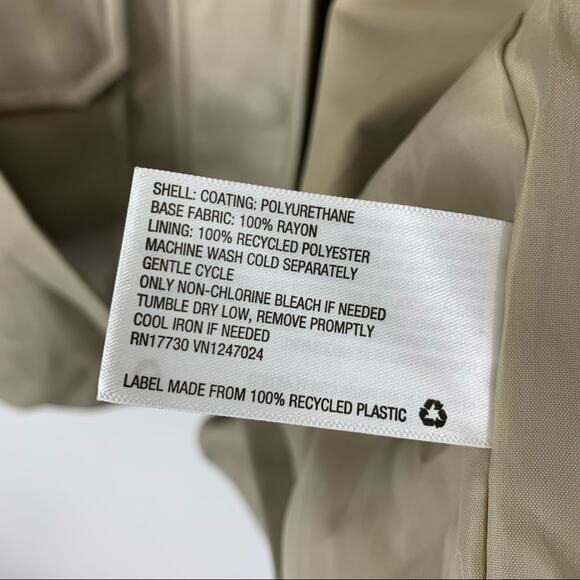 SHELL: COATING: POLYURETHANE
BASE FABRIC: 100% RAYON
LINING: 100% RECYCLED POLYESTER
MACHINE WASH COLD SEPARATELY
GENTLE CYCLE
ONLY NON-CHLORINE BLEACH IF NEEDED
TUMBLE DRY LOW, REMOVE PROMPTLY
COOL IRON IF NEEDED
RN17730 VN1247024
LABEL MADE FROM 100% RECYCLED PLASTIC